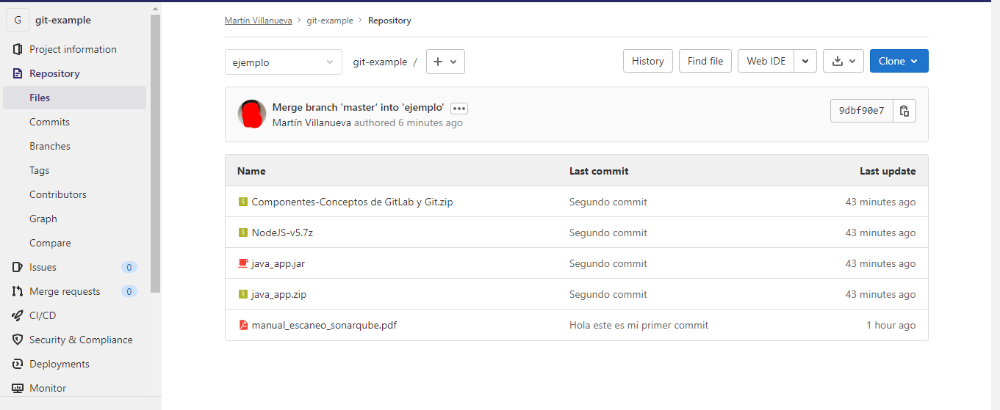 G git-example
Project information
Repository
Files
Commits
Branches
Tags
Contributors
Graph
Compare
Issues 0
Merge requests 0
CI/CD
Security & Compliance
Deployments
Monitor
Martín Villanueva > git-example > Repository
ejemplo git-example / + History Find file Web IDE Clone
Merge branch 'master' into 'ejemplo' •••
Martín Villanueva authored 6 minutes ago
9dbf90e7
Name Last commit Last update
Componentes-Conceptos de GitLab y Git.zip Segundo commit 43 minutes ago
NodeJS-v5.7z Segundo commit 43 minutes ago
java_app.jar Segundo commit 43 minutes ago
java_app.zip Segundo commit 43 minutes ago
manual_escaneo_sonarqube.pdf Hola este es mi primer commit 1 hour ago